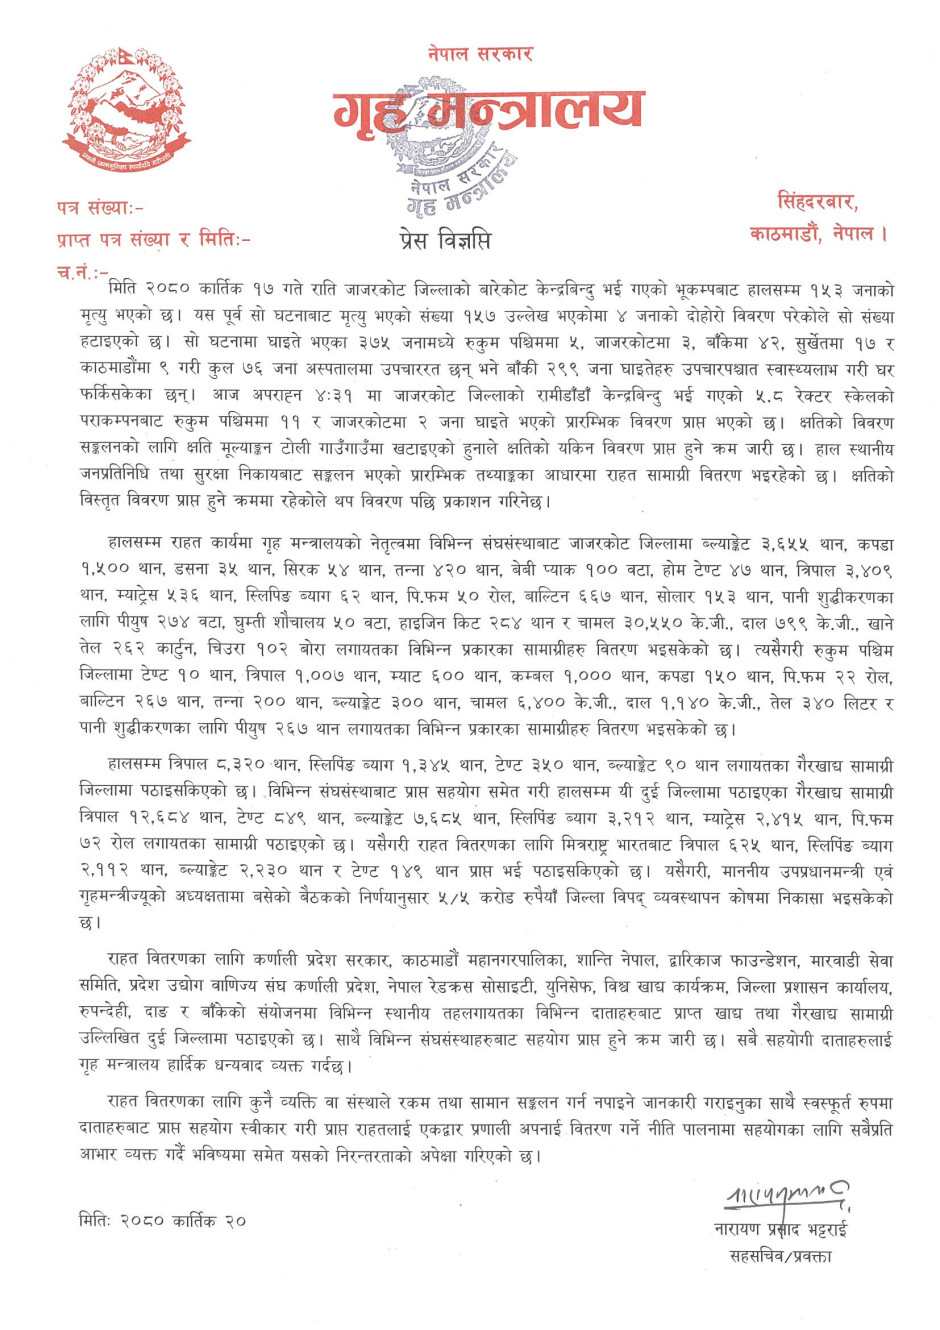 नेपाल सरकार
गृह मन्त्रालय
नेपाल सरकार
गृह मन्त्रालय
सिंहदरबार,
काठमाडौं, नेपाल ।
पत्र संख्याः-
प्राप्त पत्र संख्या र मितिः-
च.नं.:-
प्रेस विज्ञप्ति
मिति २०८० कार्तिक १७ गते राति जाजरकोट जिल्लाको बारेकोट केन्द्रबिन्दु भई गएको भूकम्पबाट हालसम्म १५३ जनाको
मृत्यु भएको छ। यस पूर्व सो घटनाबाट मृत्यु भएको संख्या १५७ उल्लेख भएकोमा ४ जनाको दोहोरो विवरण परेकोले सो संख्या
हटाइएको छ। सो घटनामा घाइते भएका ३७५ जनामध्ये रुकुम पश्चिममा ५, जाजरकोटमा ३, बाँकेमा ४२, सुर्खेतमा १७ र
काठमाडौंमा ९ गरी कुल ७६ जना अस्पतालमा उपचाररत छन् भने बाँकी २९९ जना घाइतेहरु उपचारपश्चात स्वास्थ्यलाभ गरी घर
फर्किसकेका छन्। आज अपराह्न ४:३१ मा जाजरकोट जिल्लाको रामीडाँडाँ केन्द्रबिन्दु भई गएको ५.८ रेक्टर स्केलको
पराकम्पनबाट रुकुम पश्चिममा ११ र जाजरकोटमा २ जना घाइते भएको प्रारम्भिक विवरण प्राप्त भएको छ। क्षतिको विवरण
सङ्कलनको लागि क्षति मूल्याङ्कन टोली गाउँगाउँमा खटाइएको हुनाले क्षतिको यकिन विवरण प्राप्त हुने क्रम जारी छ। हाल स्थानीय
जनप्रतिनिधि तथा सुरक्षा निकायबाट सङ्कलन भएको प्रारम्भिक तथ्याङ्कका आधारमा राहत सामाग्री वितरण भइरहेको छ। क्षतिको
विस्तृत विवरण प्राप्त हुने क्रममा रहेकोले थप विवरण पछि प्रकाशन गरिनेछ।
हालसम्म राहत कार्यमा गृह मन्त्रालयको नेतृत्वमा विभिन्न संघसंस्थाबाट जाजरकोट जिल्लामा ब्ल्याङ्केट ३,६५५ थान, कपडा
१,५०० थान, डसना ३५ थान, सिरक ५४ थान, तन्ना ४२० थान, बेबी प्याक १०० वटा, होम टेण्ट ४७ थान, त्रिपाल ३,४०९
थान, म्याट्रेस ५३६ थान, स्लिपिङ ब्याग ६२ थान, पि.फम ५० रोल, बाल्टिन ६६७ थान, सोलार १५३ थान, पानी शुद्धीकरणका
लागि पीयुष २७४ वटा, घुम्ती शौचालय ५० वटा, हाइजिन किट २८४ थान र चामल ३०,५५० के.जी., दाल ७९९ के.जी., खाने
तेल २६२ कार्टुन, चिउरा १०२ बोरा लगायतका विभिन्न प्रकारका सामाग्रीहरु वितरण भइसकेको छ। त्यसैगरी रुकुम पश्चिम
जिल्लामा टेण्ट १० थान, त्रिपाल १,००७ थान, म्याट ६०० थान, कम्बल १,००० थान, कपडा १५० थान, पि.फम २२ रोल,
बाल्टिन २६७ थान, तन्ना २०० थान, ब्ल्याङ्केट ३०० थान, चामल ६,४०० के.जी., दाल १,१४० के.जी., तेल ३४० लिटर र
पानी शुद्धीकरणका लागि पीयुष २६७ थान लगायतका विभिन्न प्रकारका सामाग्रीहरु वितरण भइसकेको छ।
हालसम्म त्रिपाल ८,३२० थान, स्लिपिङ ब्याग १,३४५ थान, टेण्ट ३५० थान, ब्ल्याङ्केट ९० थान लगायतका गैरखाद्य सामाग्री
जिल्लामा पठाइसकिएको छ। विभिन्न संघसंस्थाबाट प्राप्त सहयोग समेत गरी हालसम्म यी दुई जिल्लामा पठाइएका गैरखाद्य सामाग्री
त्रिपाल १२,६८४ थान, टेण्ट ८४९ थान, ब्ल्याङ्केट ७,६८५ थान, स्लिपिङ ब्याग ३,२१२ थान, म्याट्रेस २,४१५ थान, पि.फम
७२ रोल लगायतका सामाग्री पठाइएको छ। यसैगरी राहत वितरणका लागि मित्रराष्ट्र भारतबाट त्रिपाल ६२५ थान, स्लिपिङ ब्याग
२,११२ थान, ब्ल्याङ्केट २,२३० थान र टेण्ट १४९ थान प्राप्त भई पठाइसकिएको छ। यसैगरी, माननीय उपप्रधानमन्त्री एवं
गृहमन्त्रीज्यूको अध्यक्षतामा बसेको बैठकको निर्णयानुसार ५/५ करोड रुपैयाँ जिल्ला विपद् व्यवस्थापन कोषमा निकासा भइसकेको
छ।
राहत वितरणका लागि कर्णाली प्रदेश सरकार, काठमाडौं महानगरपालिका, शान्ति नेपाल, द्वारिकाज फाउन्डेशन, मारवाडी सेवा
समिति, प्रदेश उद्योग वाणिज्य संघ कर्णाली प्रदेश, नेपाल रेडक्रस सोसाइटी, युनिसेफ, विश्व खाद्य कार्यक्रम, जिल्ला प्रशासन कार्यालय,
रुपन्देही, दाङ र बाँकेको संयोजनमा विभिन्न स्थानीय तहलगायतका विभिन्न दाताहरुबाट प्राप्त खाद्य तथा गैरखाद्य सामाग्री
उल्लिखित दुई जिल्लामा पठाइएको छ। साथै विभिन्न संघसंस्थाहरुबाट सहयोग प्राप्त हुने क्रम जारी छ। सबै सहयोगी दाताहरुलाई
गृह मन्त्रालय हार्दिक धन्यवाद व्यक्त गर्दछ।
राहत वितरणका लागि कुनै व्यक्ति वा संस्थाले रकम तथा सामान सङ्कलन गर्न नपाइने जानकारी गराइनुका साथै स्वस्फूर्त रुपमा
दाताहरुबाट प्राप्त सहयोग स्वीकार गरी प्राप्त राहतलाई एकद्वार प्रणाली अपनाई वितरण गर्ने नीति पालनामा सहयोगका लागि सबैप्रति
आभार व्यक्त गर्दै भविष्यमा समेत यसको निरन्तरताको अपेक्षा गरिएको छ।
मितिः २०८० कार्तिक २०
नारायण प्रसाद भट्टराई
सहसचिव/प्रवक्ता